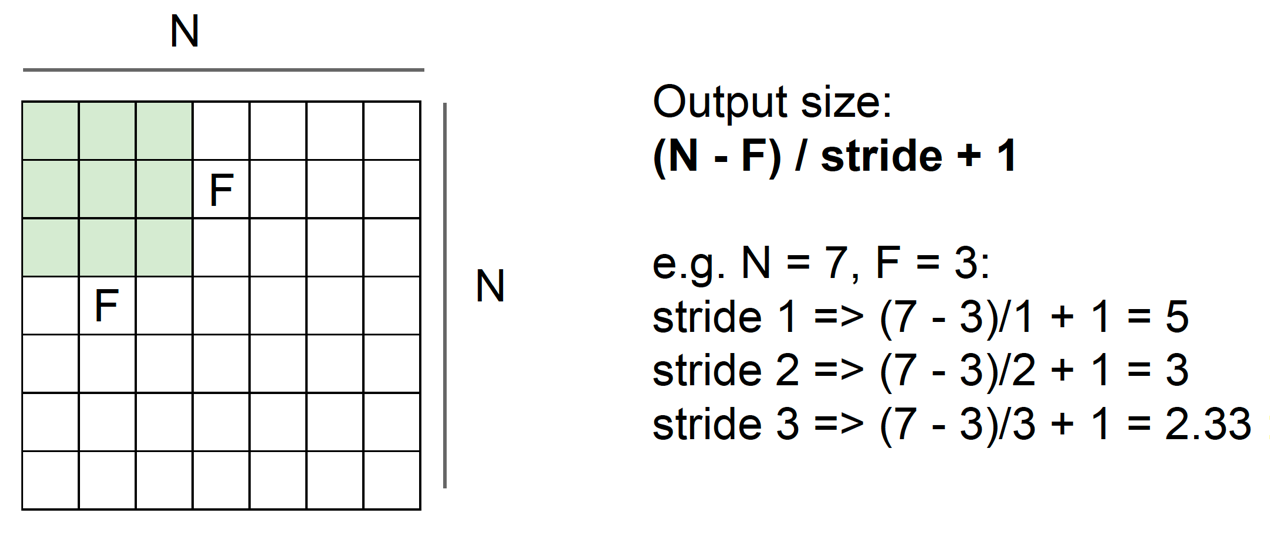 N
F
F
N
Output size:
(N - F) / stride + 1
e.g. N = 7, F = 3:
stride 1 => (7 - 3)/1 + 1 = 5
stride 2 => (7 - 3)/2 + 1 = 3
stride 3 => (7 - 3)/3 + 1 = 2.33